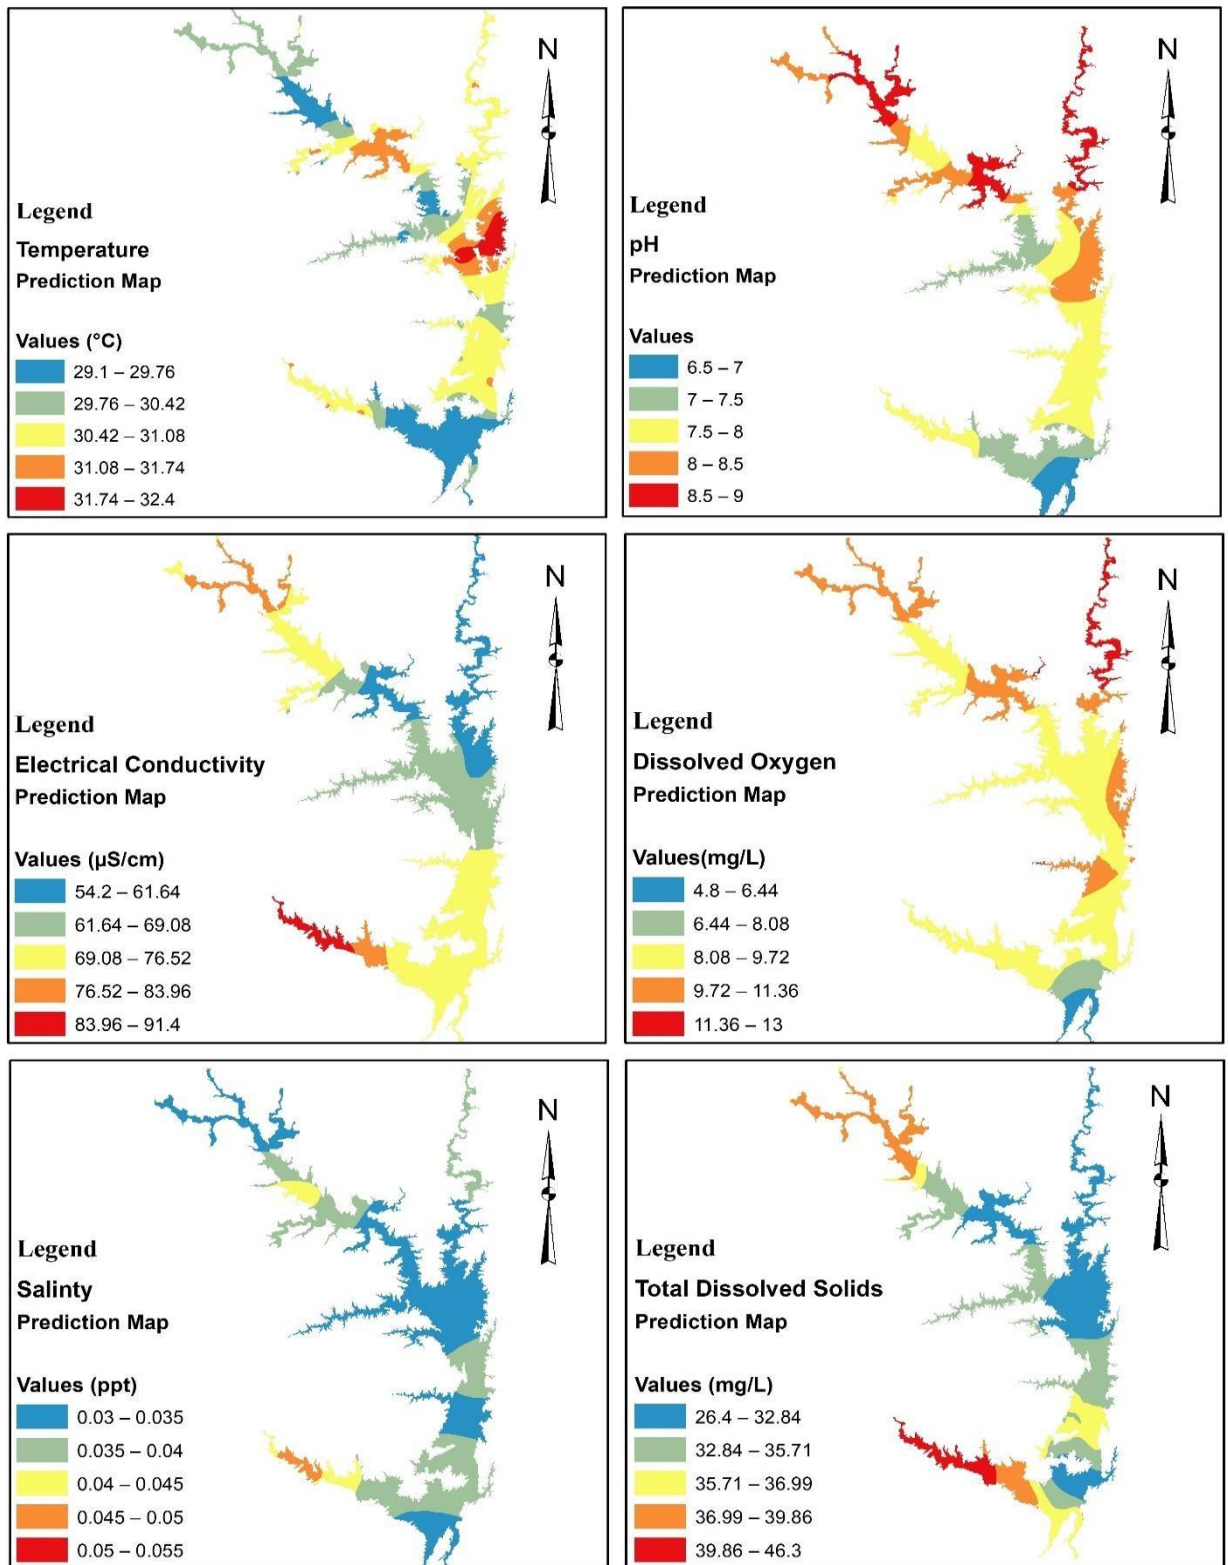 N
Legend
Temperature
Prediction Map
Values (°C)
29.1 – 29.76
29.76 – 30.42
30.42 – 31.08
31.08 – 31.74
31.74 – 32.4
N
Legend
pH
Prediction Map
Values
6.5 – 7
7 – 7.5
7.5 – 8
8 – 8.5
8.5 – 9
N
Legend
Electrical Conductivity
Prediction Map
Values (µS/cm)
54.2 – 61.64
61.64 – 69.08
69.08 – 76.52
76.52 – 83.96
83.96 – 91.4
N
Legend
Dissolved Oxygen
Prediction Map
Values(mg/L)
4.8 – 6.44
6.44 – 8.08
8.08 – 9.72
9.72 – 11.36
11.36 – 13
N
Legend
Salinty
Prediction Map
Values (ppt)
0.03 – 0.035
0.035 – 0.04
0.04 – 0.045
0.045 – 0.05
0.05 – 0.055
N
Legend
Total Dissolved Solids
Prediction Map
Values (mg/L)
26.4 – 32.84
32.84 – 35.71
35.71 – 36.99
36.99 – 39.86
39.86 – 46.3